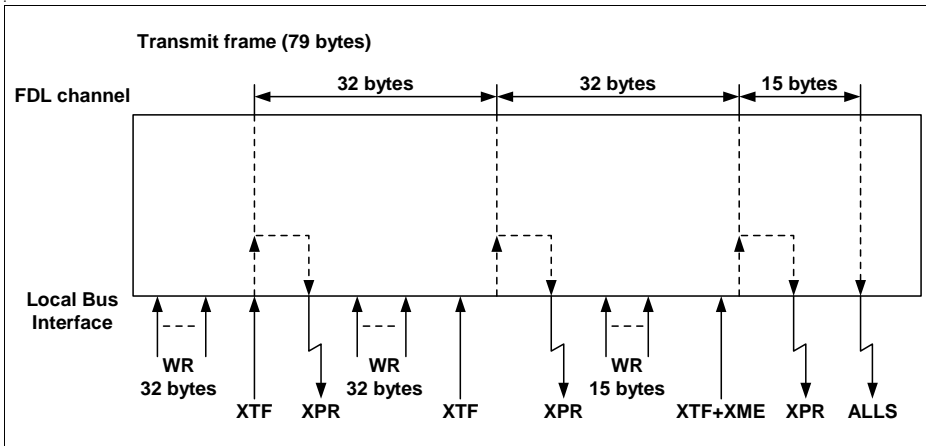 Transmit frame (79 bytes)
32 bytes
32 bytes
15 bytes
FDL channel
Local Bus
Interface
WR
32 bytes
WR
32 bytes
WR
15 bytes
XTF
XPR
XTF
XPR
XTF+XME
XPR
ALLS